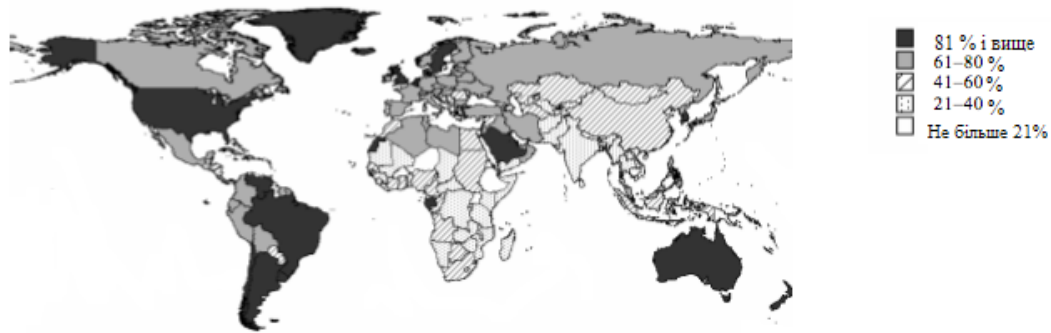 81 % і вище
61–80 %
41–60 %
21–40 %
Не більше 21%